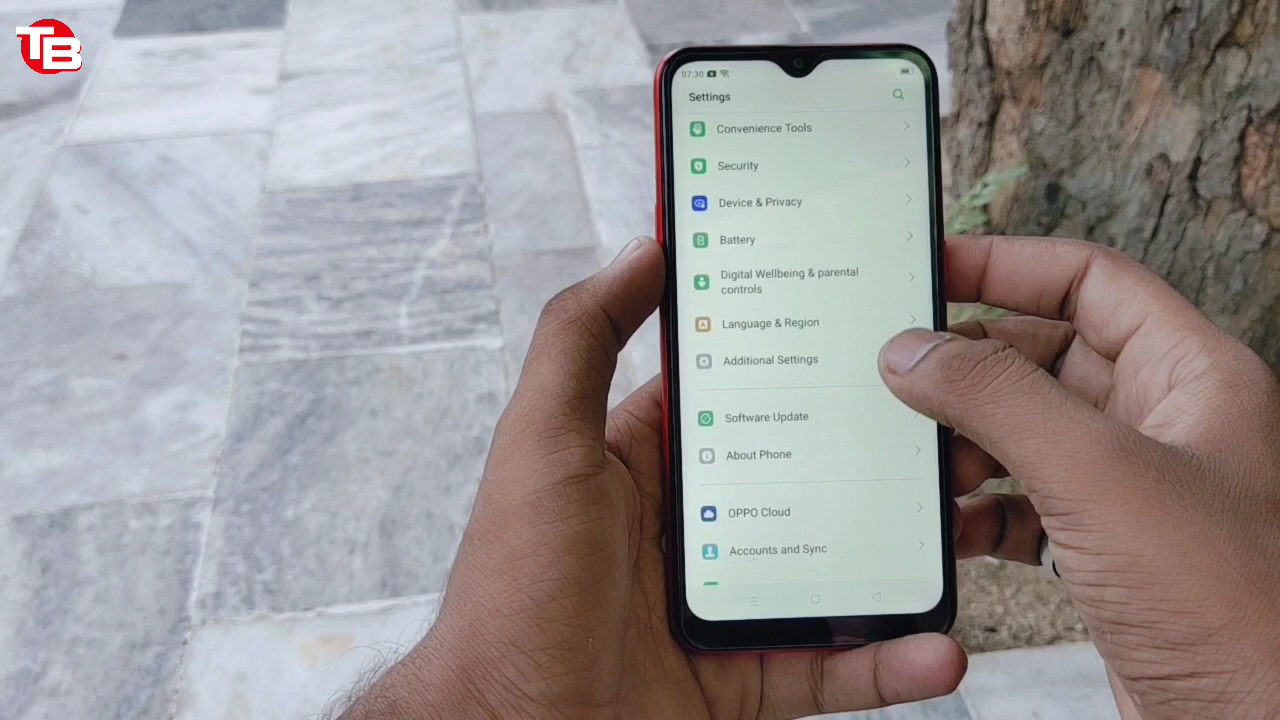 TB
07:30
Settings
Convenience Tools
Security
Device & Privacy
Battery
Digital Wellbeing & parental
controls
Language & Region
Additional Settings
Software Update
About Phone
OPPO Cloud
Accounts and Sync